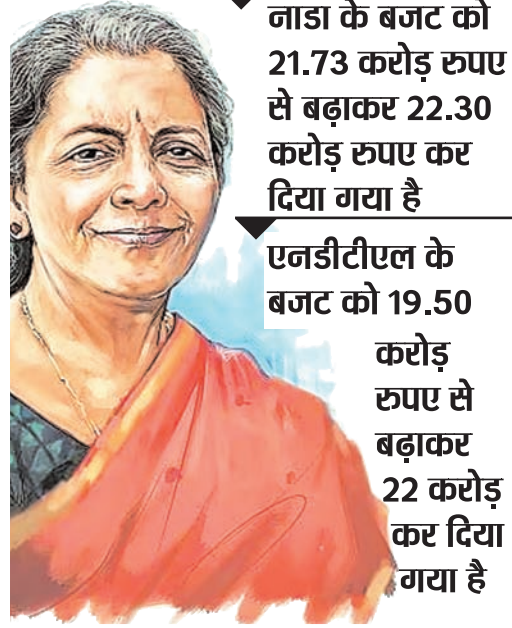 नाडा के बजट को
21.73 करोड़ रुपए
से बढ़ाकर 22.30
करोड़ रुपए कर
दिया गया है
एनडीटीएल के
बजट को 19.50
करोड़
रुपए से
बढ़ाकर
22 करोड़
कर दिया
गया है